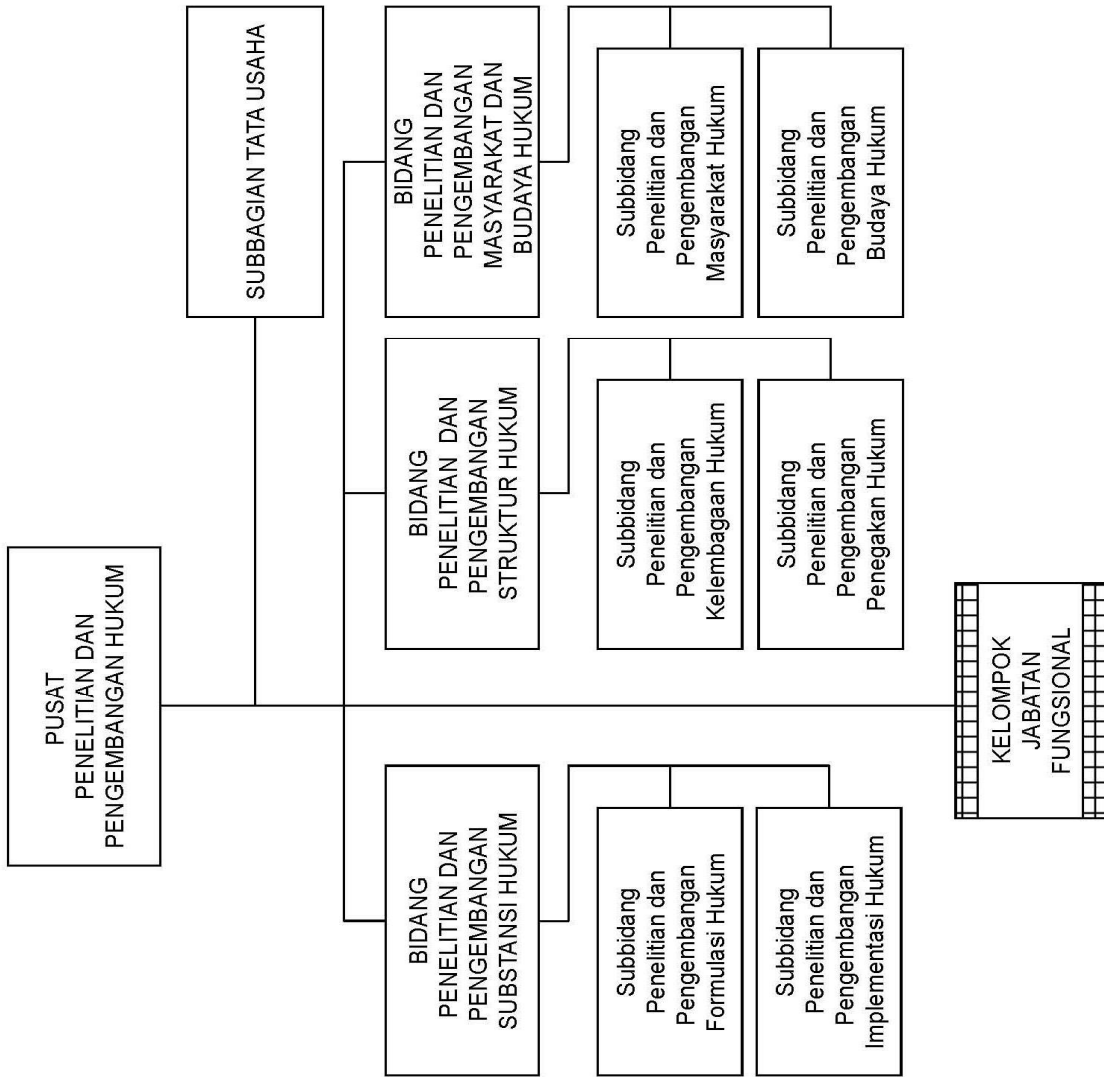 PUSAT
PENELITIAN DAN
PENGEMBANGAN HUKUM
SUBBAGIAN TATA USAHA
BIDANG
PENELITIAN DAN
PENGEMBANGAN
SUBSTANSI HUKUM
BIDANG
PENELITIAN DAN
PENGEMBANGAN
STRUKTUR HUKUM
BIDANG
PENELITIAN DAN
PENGEMBANGAN
MASYARAKAT DAN
BUDAYA HUKUM
Subbidang
Penelitian dan
Pengembangan
Formulasi Hukum
Subbidang
Penelitian dan
Pengembangan
Kelembagaan Hukum
Subbidang
Penelitian dan
Pengembangan
Masyarakat Hukum
Subbidang
Penelitian dan
Pengembangan
Implementasi Hukum
Subbidang
Penelitian dan
Pengembangan
Penegakan Hukum
Subbidang
Penelitian dan
Pengembangan
Budaya Hukum
KELOMPOK
JABATAN
FUNGSIONAL